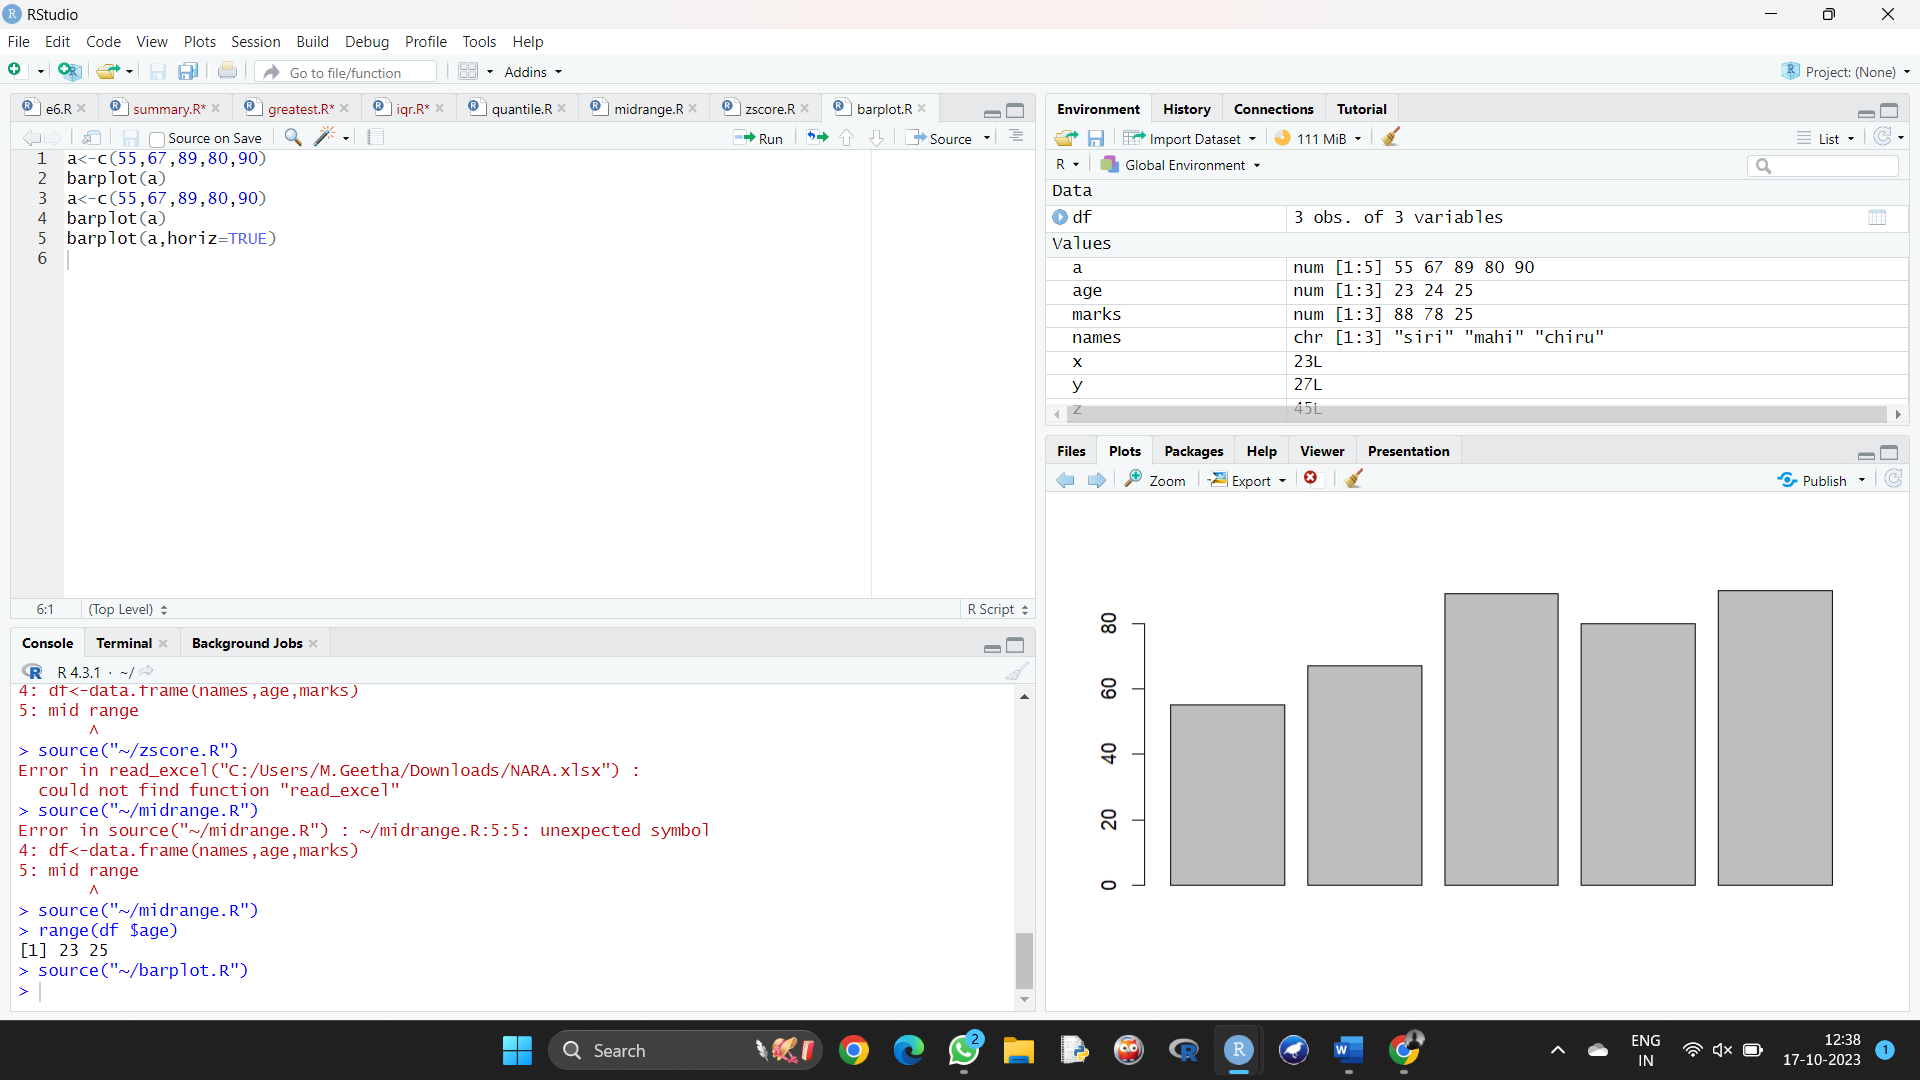 RStudio
File Edit Code View Plots Session Build Debug Profile Tools Help
Go to file/function Addins Project: (None)
e6.R summary.R* greatest.R* iqr.R* quantile.R midrange.R zscore.R barplot.R
Source on Save Run Source
1 a<-c(55,67,89,80,90)
2 barplot(a)
3 a<-c(55,67,89,80,90)
4 barplot(a)
5 barplot(a,horiz=TRUE)
6
6:1 (Top Level) R Script
Console Terminal Background Jobs
R 4.3.1 · ~/
4: df<-data.frame(names,age,marks)
5: mid range
^
> source("~/zscore.R")
Error in read_excel("C:/Users/M.Geetha/Downloads/NARA.xlsx") :
could not find function "read_excel"
> source("~/midrange.R")
Error in source("~/midrange.R") : ~/midrange.R:5:5: unexpected symbol
4: df<-data.frame(names,age,marks)
5: mid range
^
> source("~/midrange.R")
> range(df $age)
[1] 23 25
> source("~/barplot.R")
>
Environment History Connections Tutorial
Import Dataset 111 MiB List
R Global Environment
Data
df 3 obs. of 3 variables
Values
a num [1:5] 55 67 89 80 90
age num [1:3] 23 24 25
marks num [1:3] 88 78 25
names chr [1:3] "siri" "mahi" "chiru"
x 23L
y 27L
z 45L
Files Plots Packages Help Viewer Presentation
Zoom Export Publish
80
60
40
20
0
Search 2 ENG IN 12:38 17-10-2023 1